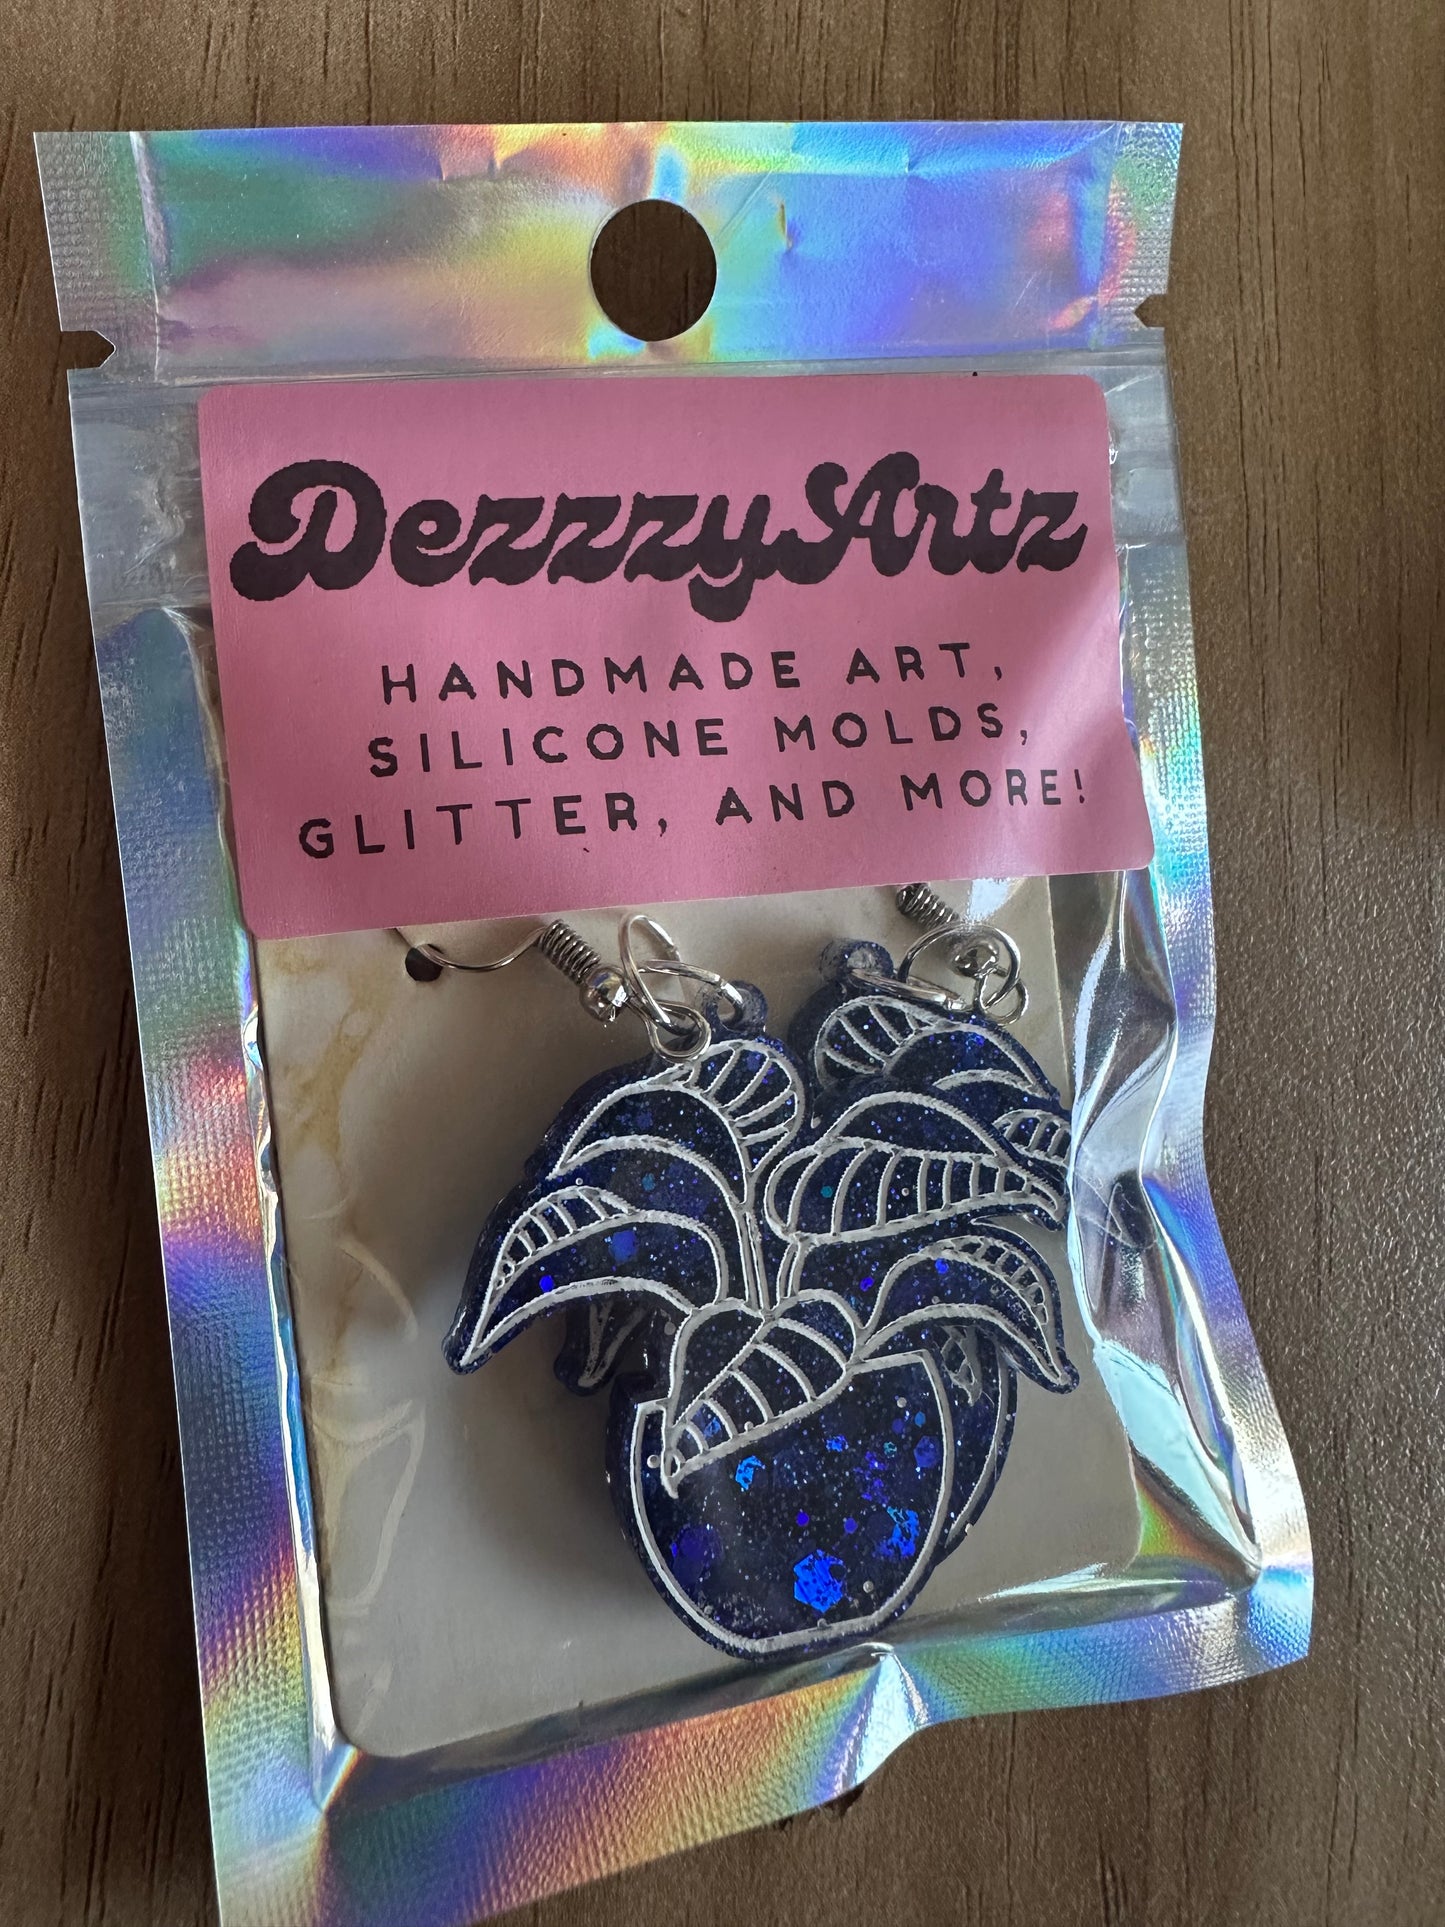 DezzzyArtz
HANDMADE ART,
SILICONE MOLDS,
GLITTER, AND MORE!